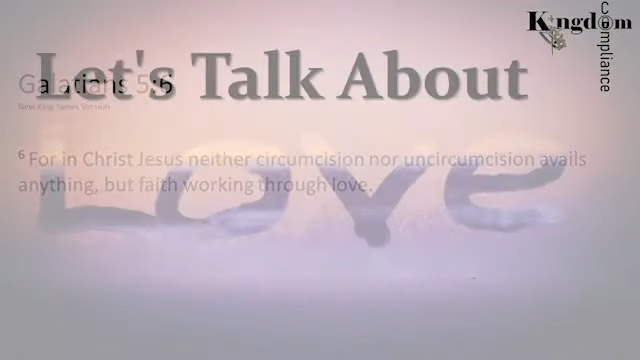 Kingdom
Compliance
Let's Talk About
Galatians 5:6
New King James Version
6 For in Christ Jesus neither circumcision nor uncircumcision avails
anything, but faith working through love.
LOVE